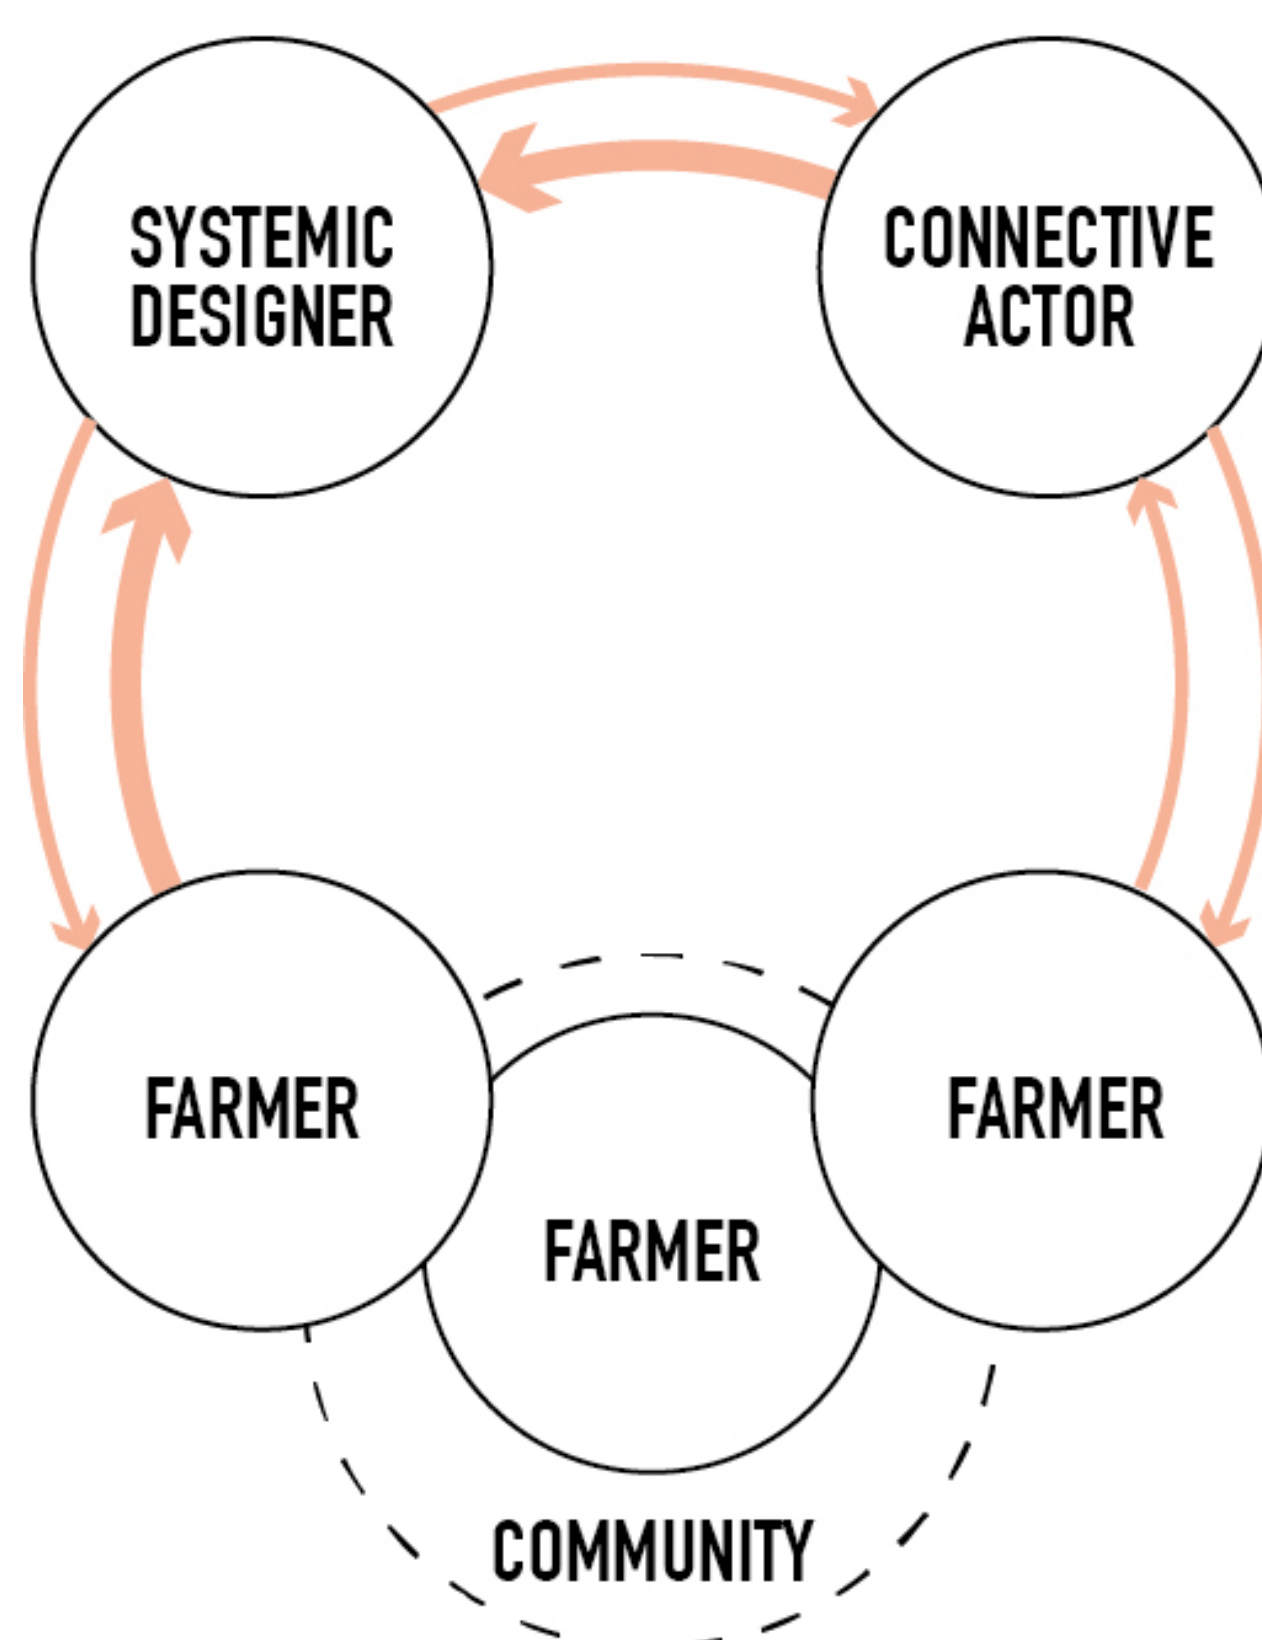 SYSTEMIC
DESIGNER
CONNECTIVE
ACTOR
FARMER
FARMER
FARMER
COMMUNITY